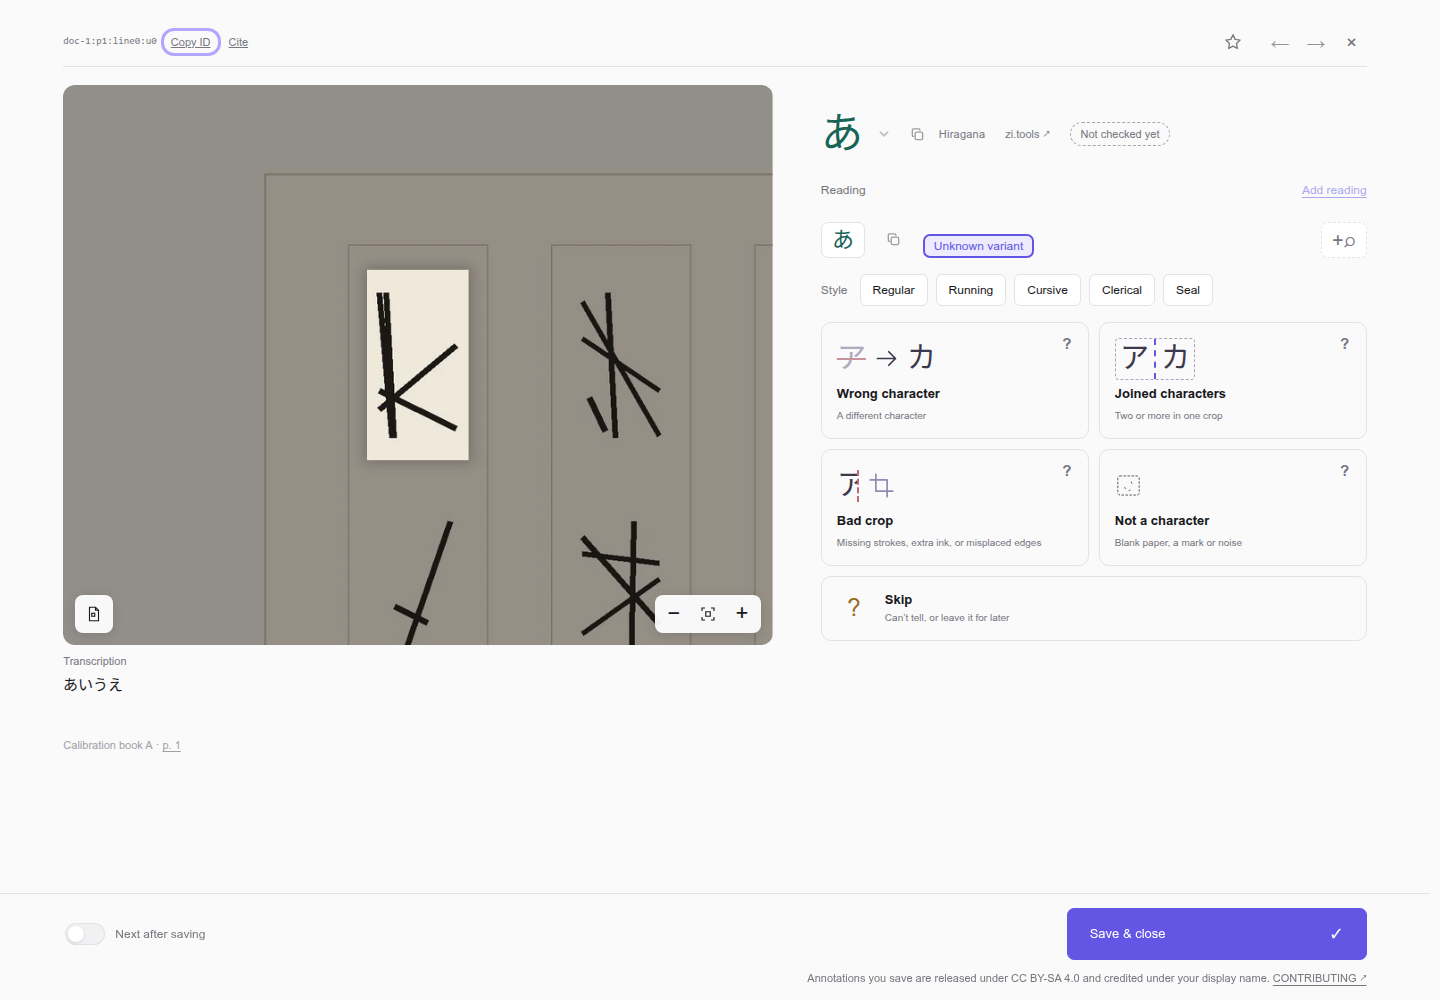 doc-1:p1:line0:u0 Copy ID Cite
あ Hiragana zi.tools ↗ Not checked yet
Reading Add reading
あ Unknown variant
Style Regular Running Cursive Clerical Seal
ア → カ ?
Wrong character
A different character
ア カ ?
Joined characters
Two or more in one crop
ア ?
Bad crop
Missing strokes, extra ink, or misplaced edges
?
Not a character
Blank paper, a mark or noise
? Skip
Can't tell, or leave it for later
Transcription
あいうえ
Calibration book A · p. 1
Next after saving
Save & close ✓
Annotations you save are released under CC BY-SA 4.0 and credited under your display name. CONTRIBUTING ↗